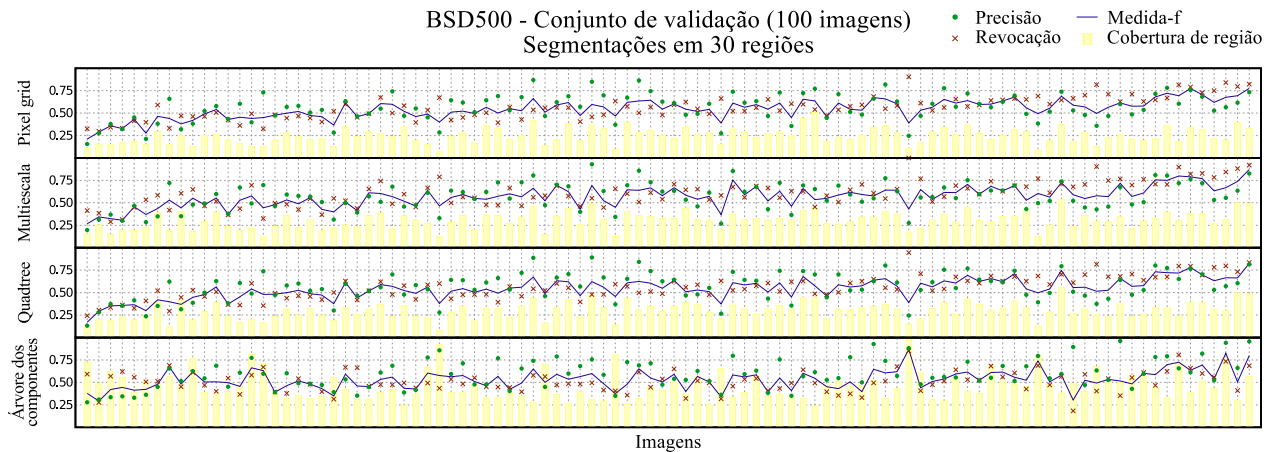 BSD500 - Conjunto de validação (100 imagens)
Segmentações em 30 regiões
Precisão
Medida-f
Revocação
Cobertura de região
Pixel grid
0.75
0.50
0.25
Multiescala
0.75
0.50
0.25
Quadtree
0.75
0.50
0.25
Árvore dos
componentes
0.75
0.50
0.25
Imagens